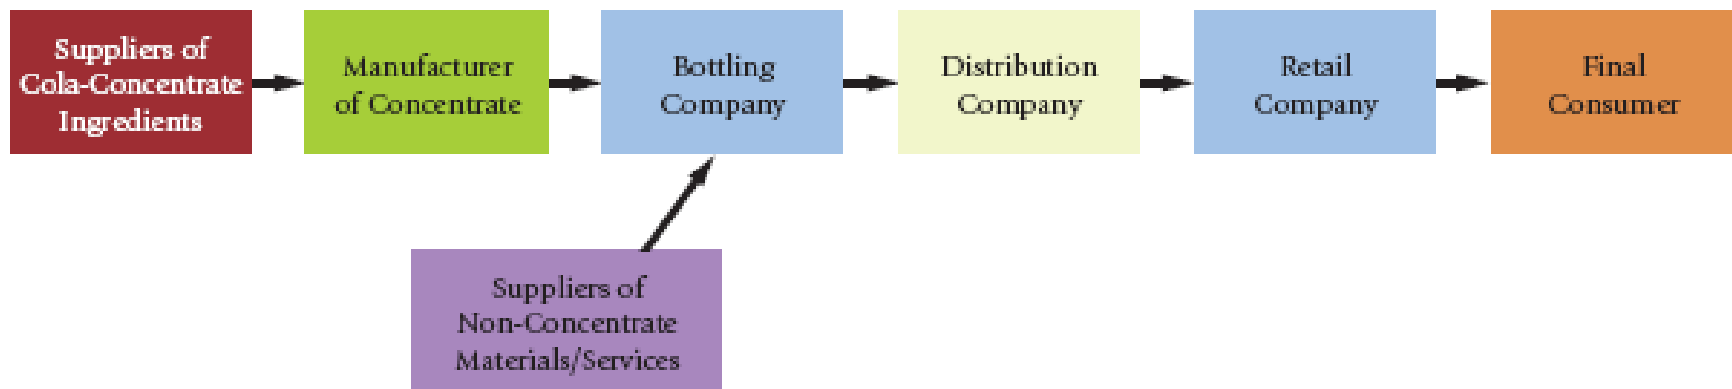 Suppliers of
Cola-Concentrate
Ingredients
Manufacturer
of Concentrate
Bottling
Company
Distribution
Company
Retail
Company
Final
Consumer
Suppliers of
Non-Concentrate
Materials/Services